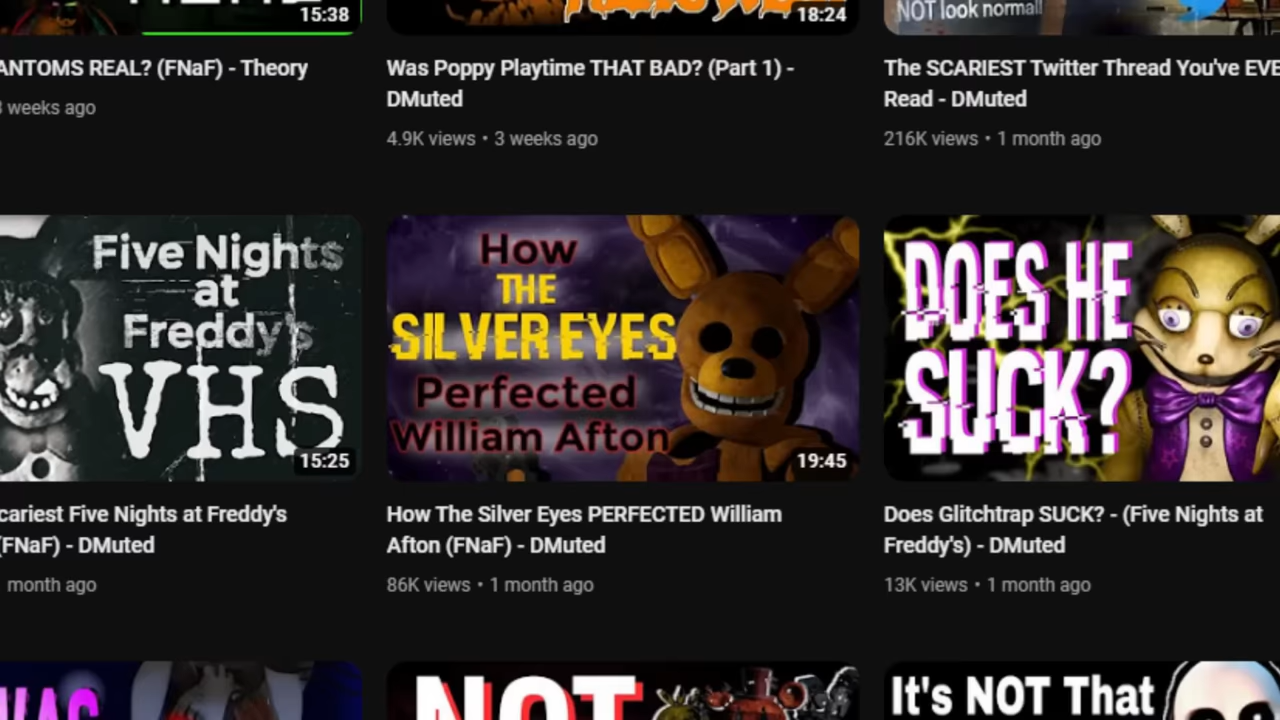 15:38
18:24
NOT look normal!
ANTOMS REAL? (FNaF) - Theory
weeks ago
Was Poppy Playtime THAT BAD? (Part 1) -
DMuted
4.9K views • 3 weeks ago
The SCARIEST Twitter Thread You've EVE
Read - DMuted
216K views • 1 month ago
Five Nights
at
Freddy's
VHS
15:25
How
THE
SILVER EYES
Perfected
William Afton
19:45
DOES HE
SUCK?
cariest Five Nights at Freddy's
(FNaF) - DMuted
month ago
How The Silver Eyes PERFECTED William
Afton (FNaF) - DMuted
86K views • 1 month ago
Does Glitchtrap SUCK? - (Five Nights at
Freddy's) - DMuted
13K views • 1 month ago
WAS
NOT
It's NOT That